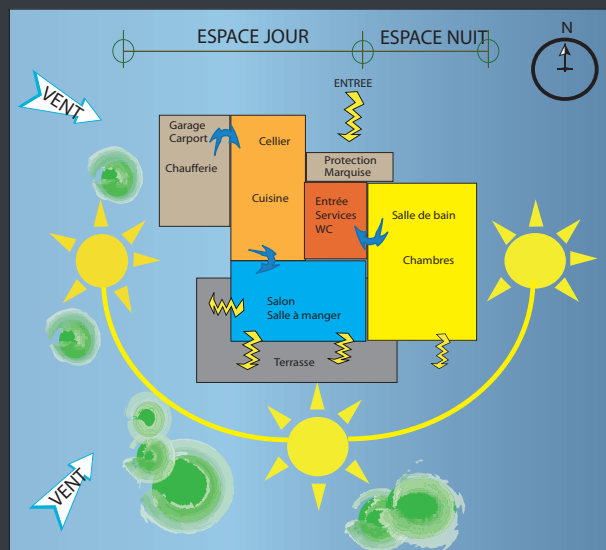 ESPACE JOUR
ESPACE NUIT
N
VENT
ENTREE
Garage
Carport
Chaufferie
Cellier
Cuisine
Protection
Marquise
Entrée
Services
WC
Salle de bain
Chambres
Salon
Salle à manger
Terrasse
VENT